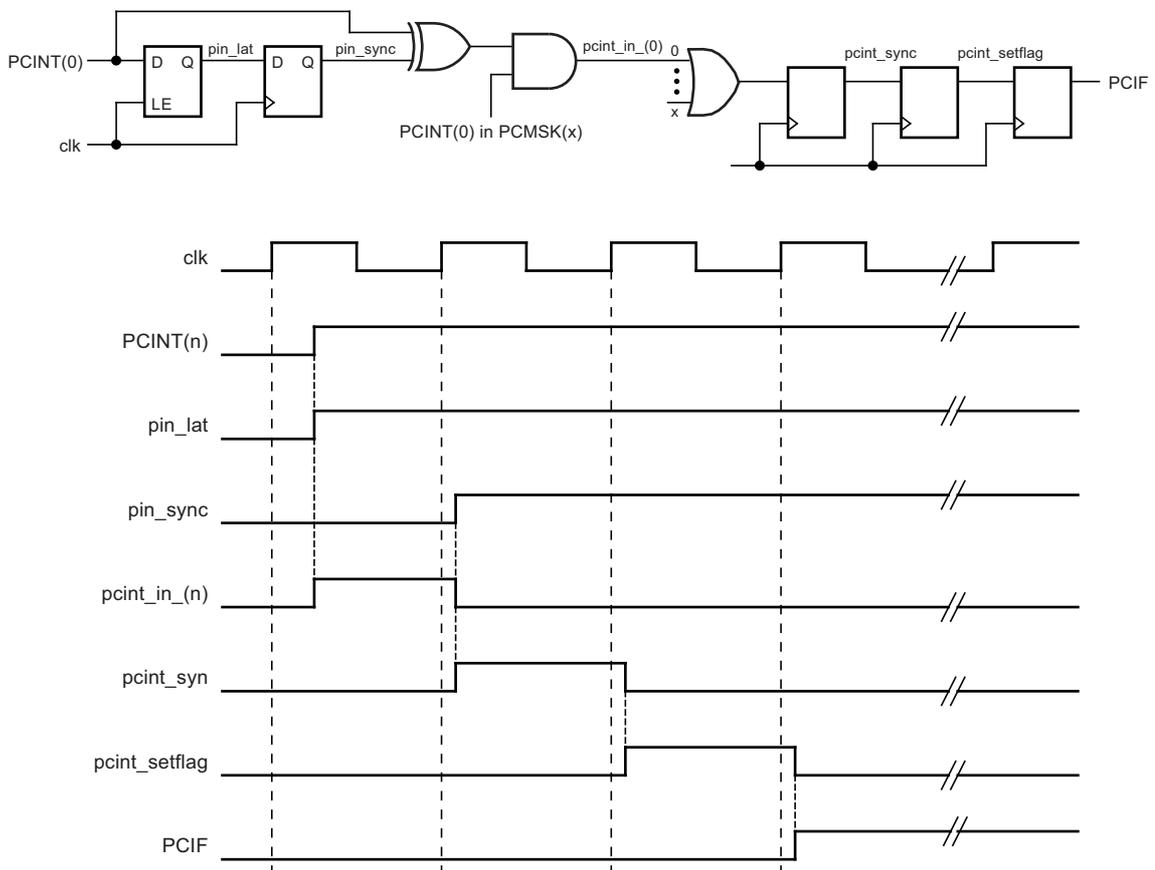 PCINT(0)
D Q
LE
clk
pin_lat
D Q
pin_sync
PCINT(0) in PCMSK(x)
pcint_in_(0)
0
x
pcint_sync
pcint_setflag
PCIF
clk
PCINT(n)
pin_lat
pin_sync
pcint_in_(n)
pcint_syn
pcint_setflag
PCIF